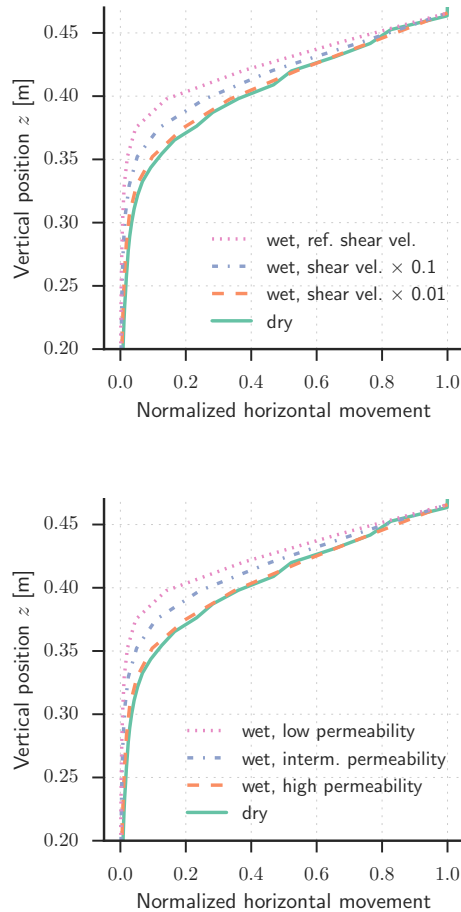 0.45
0.40
0.35
0.30
0.25
0.20
Vertical position z [m]
wet, ref. shear vel.
wet, shear vel. × 0.1
wet, shear vel. × 0.01
dry
0.0 0.2 0.4 0.6 0.8 1.0
Normalized horizontal movement
0.45
0.40
0.35
0.30
0.25
0.20
Vertical position z [m]
wet, low permeability
wet, interm. permeability
wet, high permeability
dry
0.0 0.2 0.4 0.6 0.8 1.0
Normalized horizontal movement